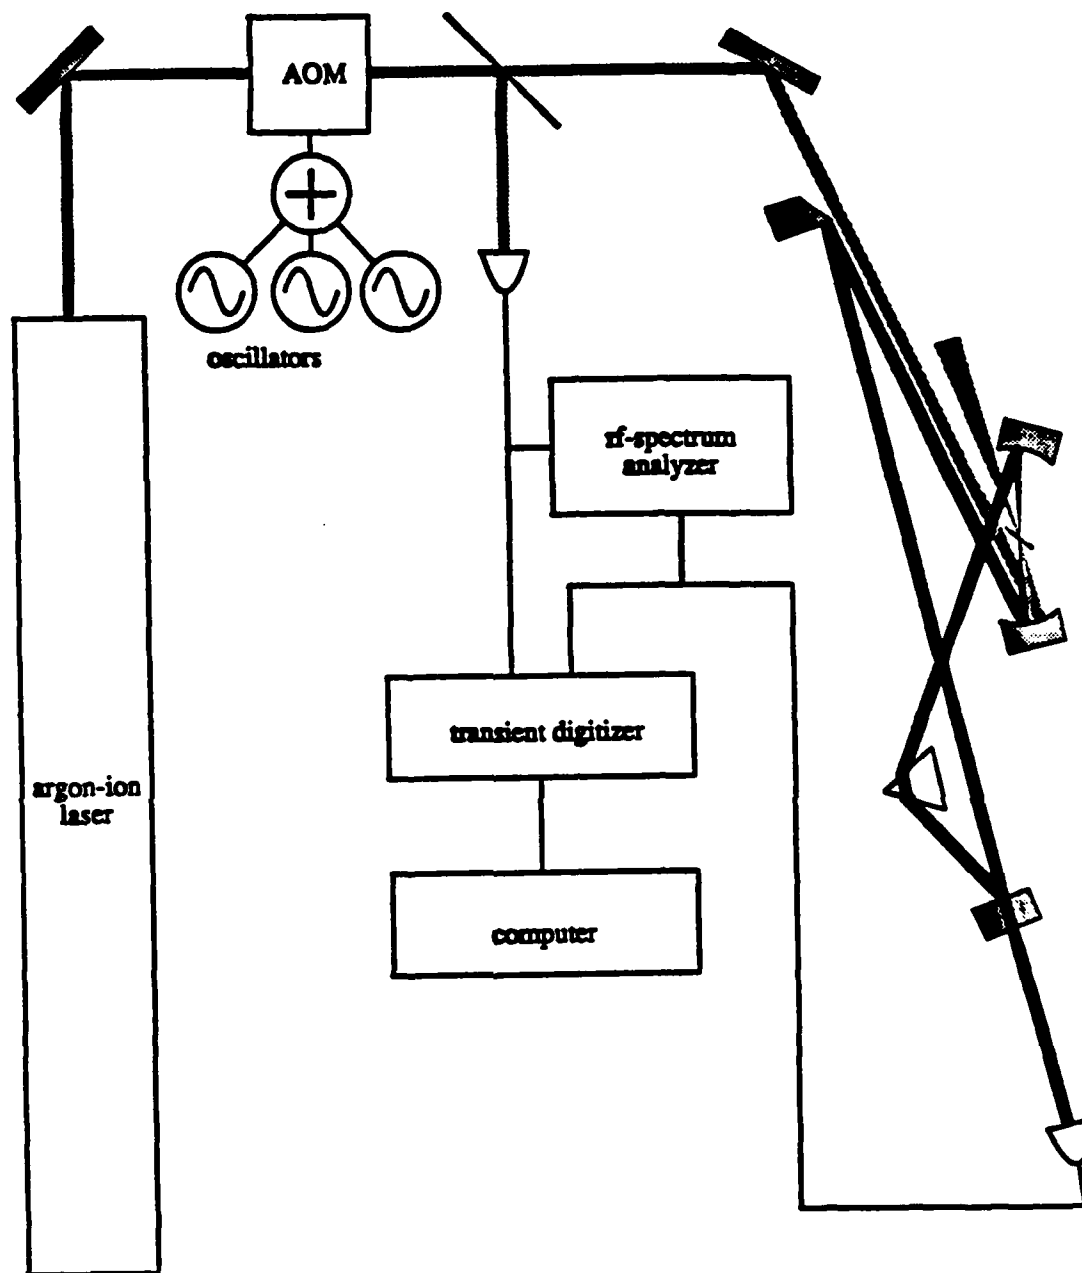 AOM
oscillators
rf-spectrum
analyzer
transient digitizer
argon-ion
laser
computer